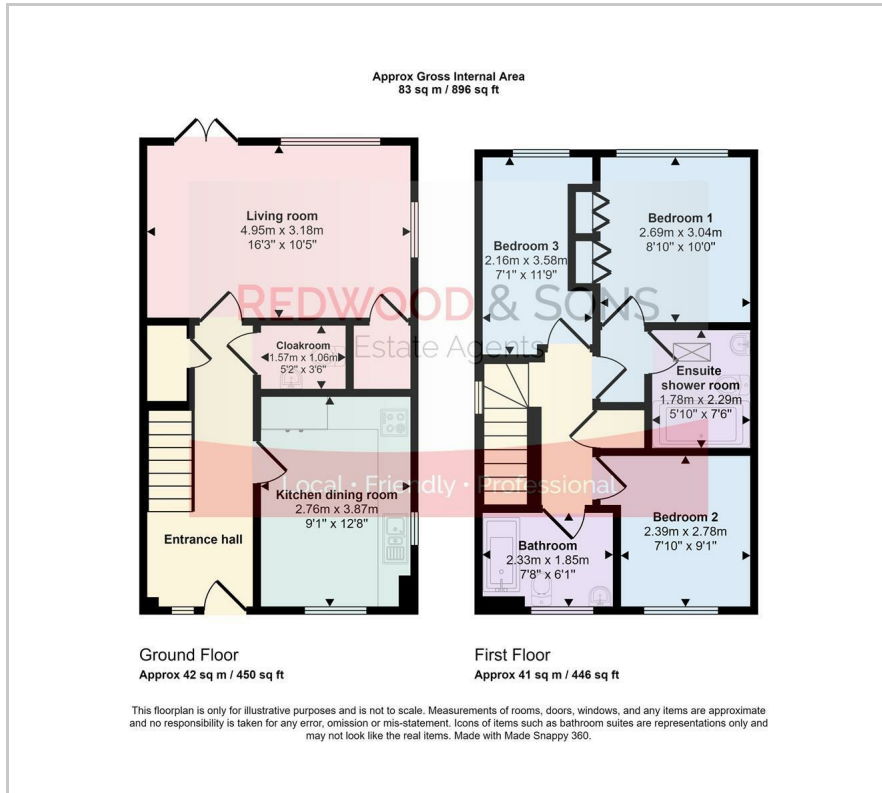 Approx Gross Internal Area
83 sq m / 896 sq ft
Living room
4.95m x 3.18m
16'3" x 10'5"
Cloakroom
1.57m x 1.06m
5'2" x 3'6"
Kitchen dining room
2.76m x 3.87m
9'1" x 12'8"
Entrance hall
Bedroom 3
2.16m x 3.58m
7'1" x 11'9"
Bedroom 1
2.69m x 3.04m
8'10" x 10'0"
Ensuite
shower room
1.78m x 2.29m
5'10" x 7'6"
Bedroom 2
2.39m x 2.78m
7'10" x 9'1"
Bathroom
2.33m x 1.85m
7'8" x 6'1"
REDWOOD & SONS
Estate Agents
Local • Friendly • Professional
Ground Floor
Approx 42 sq m / 450 sq ft
First Floor
Approx 41 sq m / 446 sq ft
This floorplan is only for illustrative purposes and is not to scale. Measurements of rooms, doors, windows, and any items are approximate
and no responsibility is taken for any error, omission or mis-statement. Icons of items such as bathroom suites are representations only and
may not look like the real items. Made with Made Snappy 360.